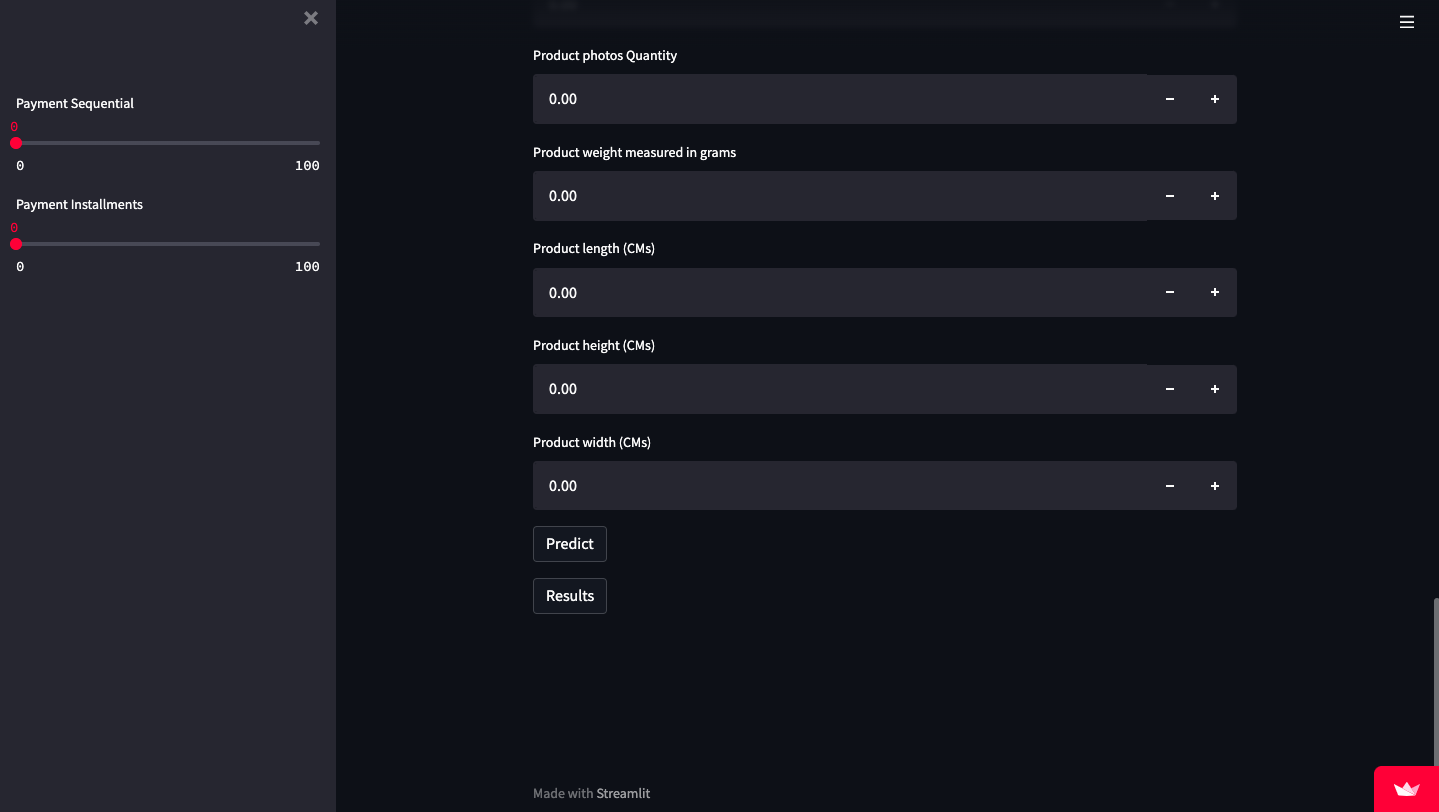 Payment Sequential
0
0 100
Payment Installments
0
0 100
Product photos Quantity
0.00 − +
Product weight measured in grams
0.00 − +
Product length (CMs)
0.00 − +
Product height (CMs)
0.00 − +
Product width (CMs)
0.00 − +
Predict
Results
Made with Streamlit